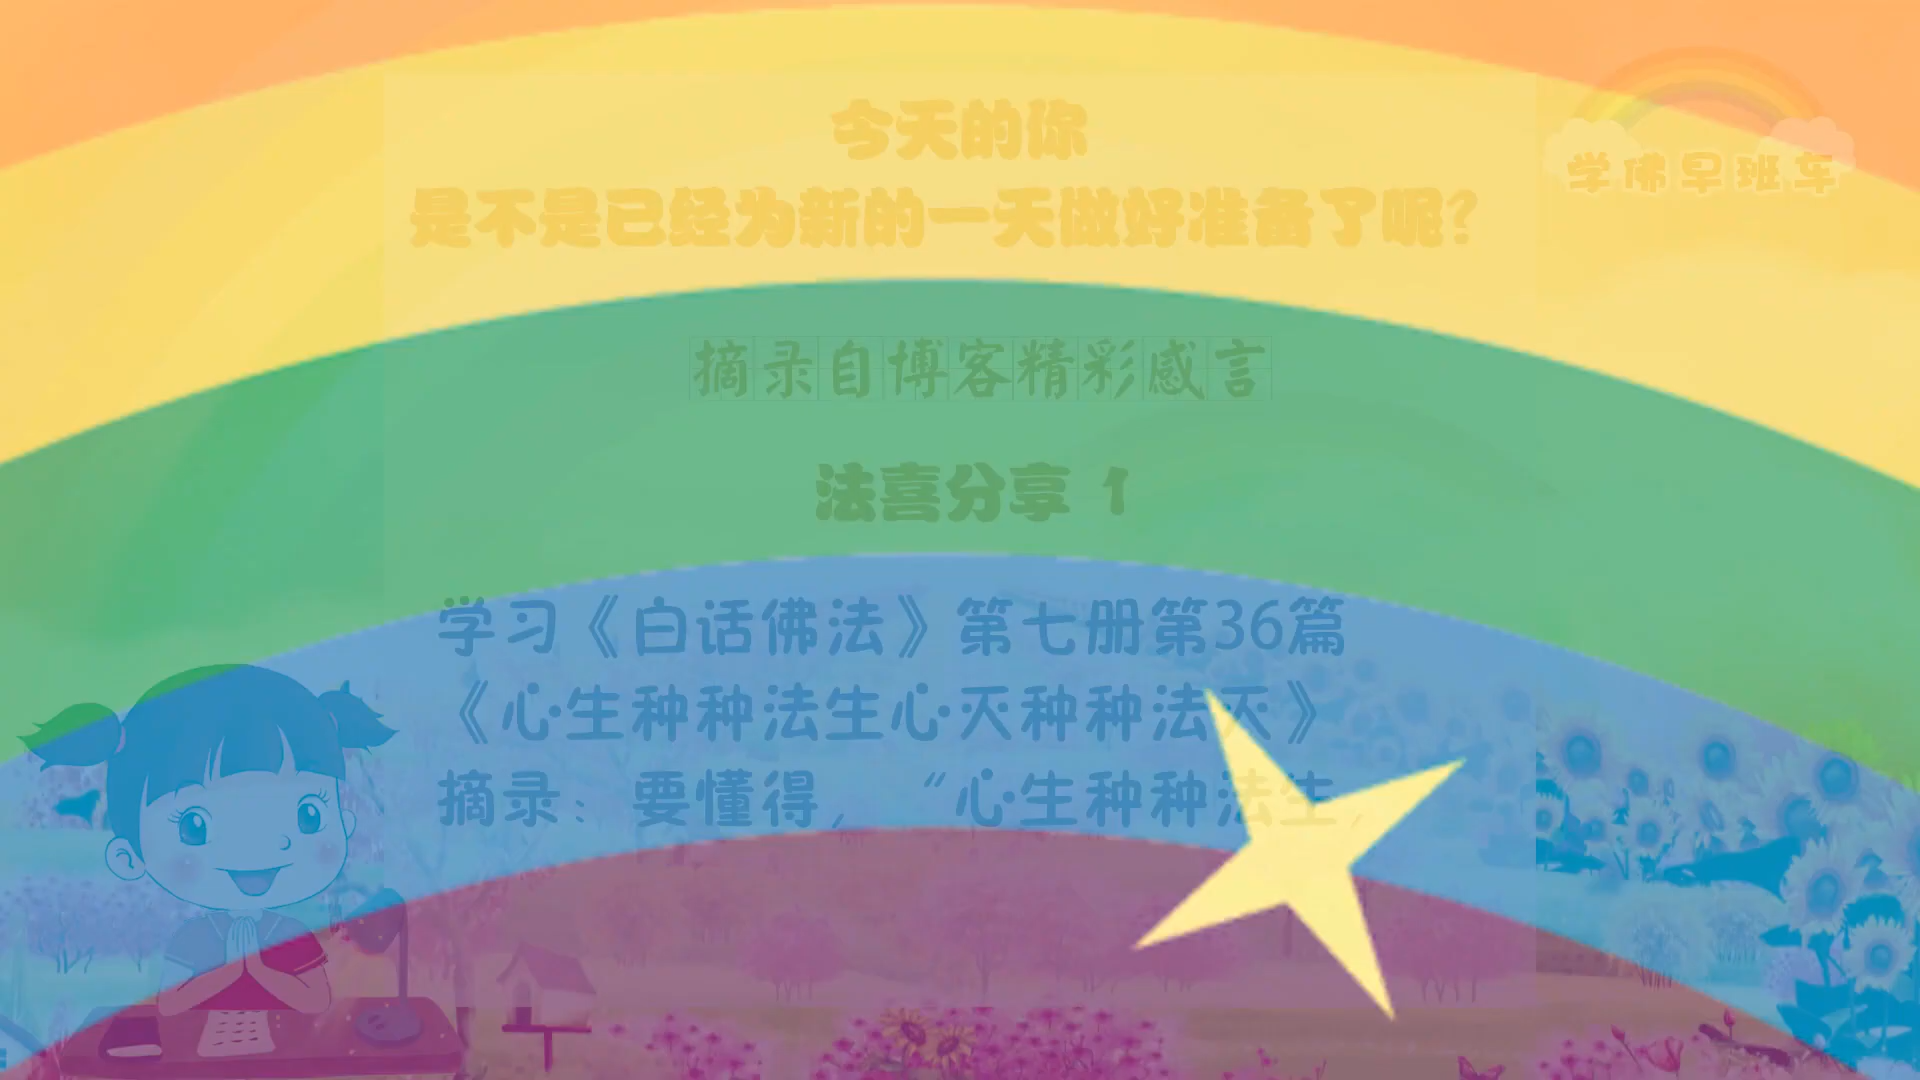 今天的你
学佛早班车
是不是已经为新的一天做好准备了呢?
摘录自博客精彩感言
法喜分享 1
学习《白话佛法》第七册第36篇
《心生种种法生心灭种种法灭》
摘录：要懂得，“心生种种法生，